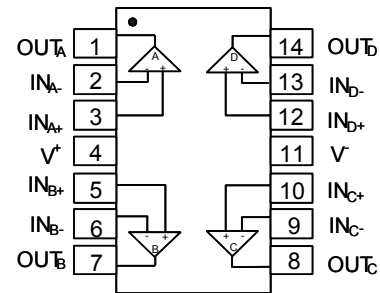 OUTA 1 A D 14 OUTD
INA- 2 - + + - 13 IND-
INA+ 3 12 IND+
V+ 4 11 V-
INB+ 5 10 INC+
INB- 6 - + + - 9 INC-
OUTB 7 B C 8 OUTC